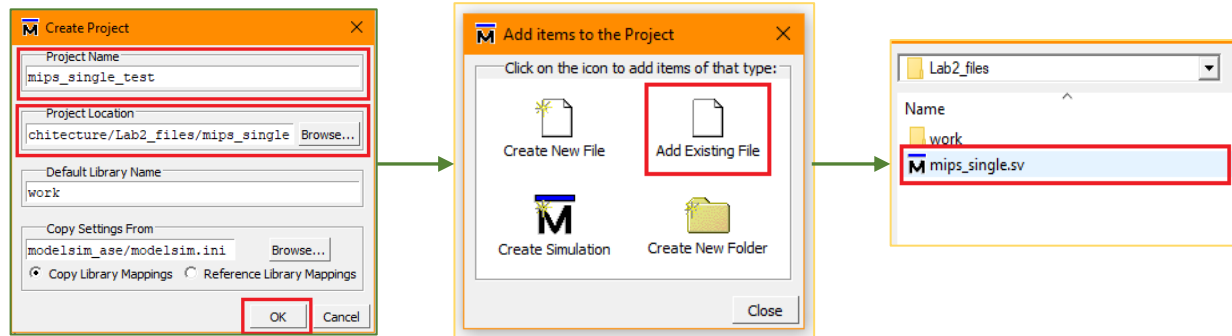 Create Project
Project Name
mips_single_test
Project Location
chitecture/Lab2_files/mips_single Browse...
Default Library Name
work
Copy Settings From
modelsim_ase/modelsim.ini Browse...
Copy Library Mappings Reference Library Mappings
OK Cancel
Add items to the Project
Click on the icon to add items of that type:
Create New File Add Existing File
Create Simulation Create New Folder
Close
Lab2_files
Name
work
mips_single.sv